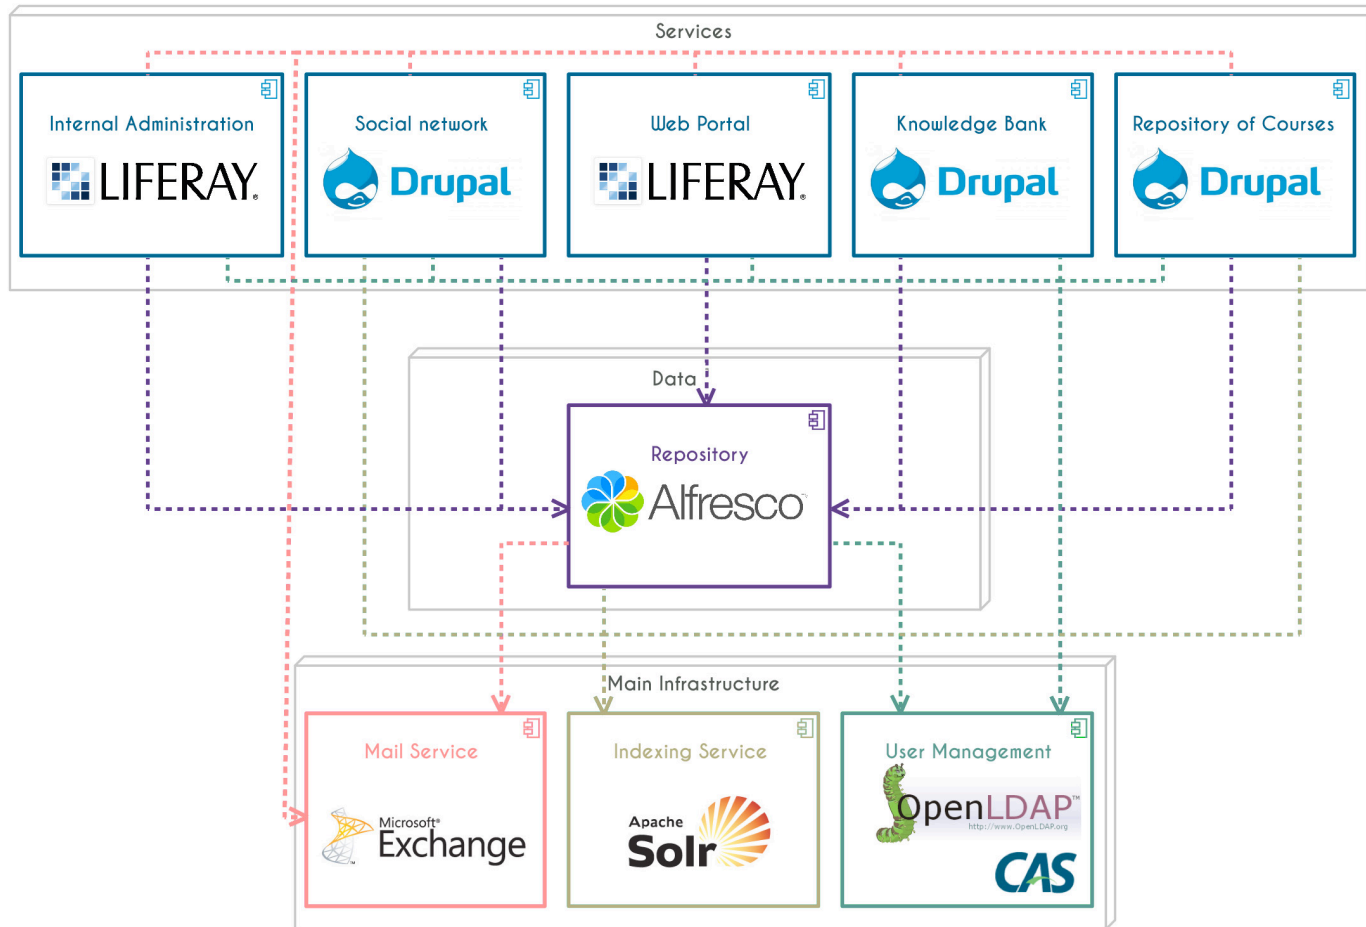 Services
Internal Administration
LIFERAY.
Social network
Drupal
Web Portal
LIFERAY.
Knowledge Bank
Drupal
Repository of Courses
Drupal
Data
Repository
Alfresco
Main Infrastructure
Mail Service
Microsoft®
Exchange
Indexing Service
Apache
Solr
User Management
OpenLDAP™
http://www.OpenLDAP.org
CAS